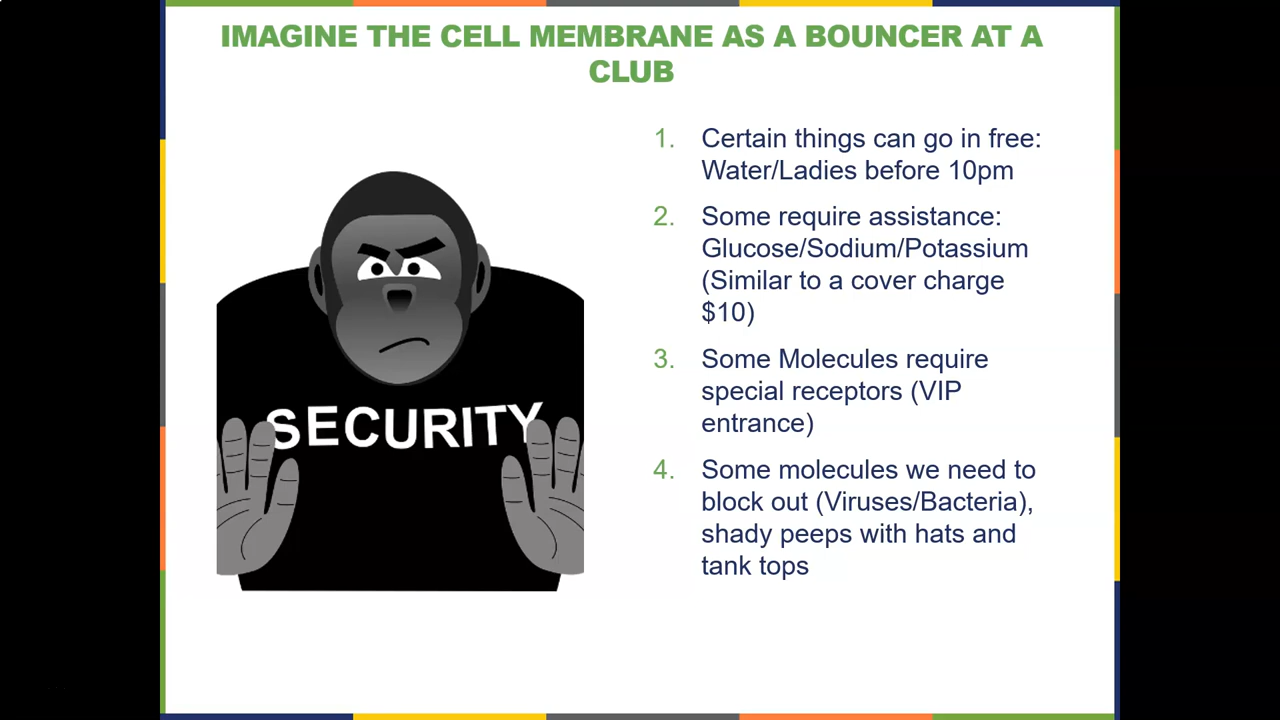 IMAGINE THE CELL MEMBRANE AS A BOUNCER AT A
CLUB
SECURITY
1. Certain things can go in free:
Water/Ladies before 10pm
2. Some require assistance:
Glucose/Sodium/Potassium
(Similar to a cover charge
$10)
3. Some Molecules require
special receptors (VIP
entrance)
4. Some molecules we need to
block out (Viruses/Bacteria),
shady peeps with hats and
tank tops